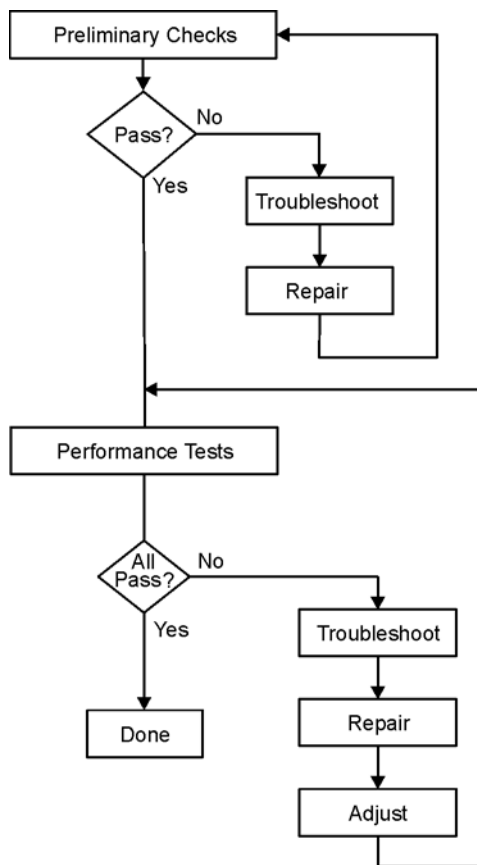 Preliminary Checks
Pass?
No
Yes
Troubleshoot
Repair
Performance Tests
All
Pass?
No
Yes
Troubleshoot
Repair
Done
Adjust